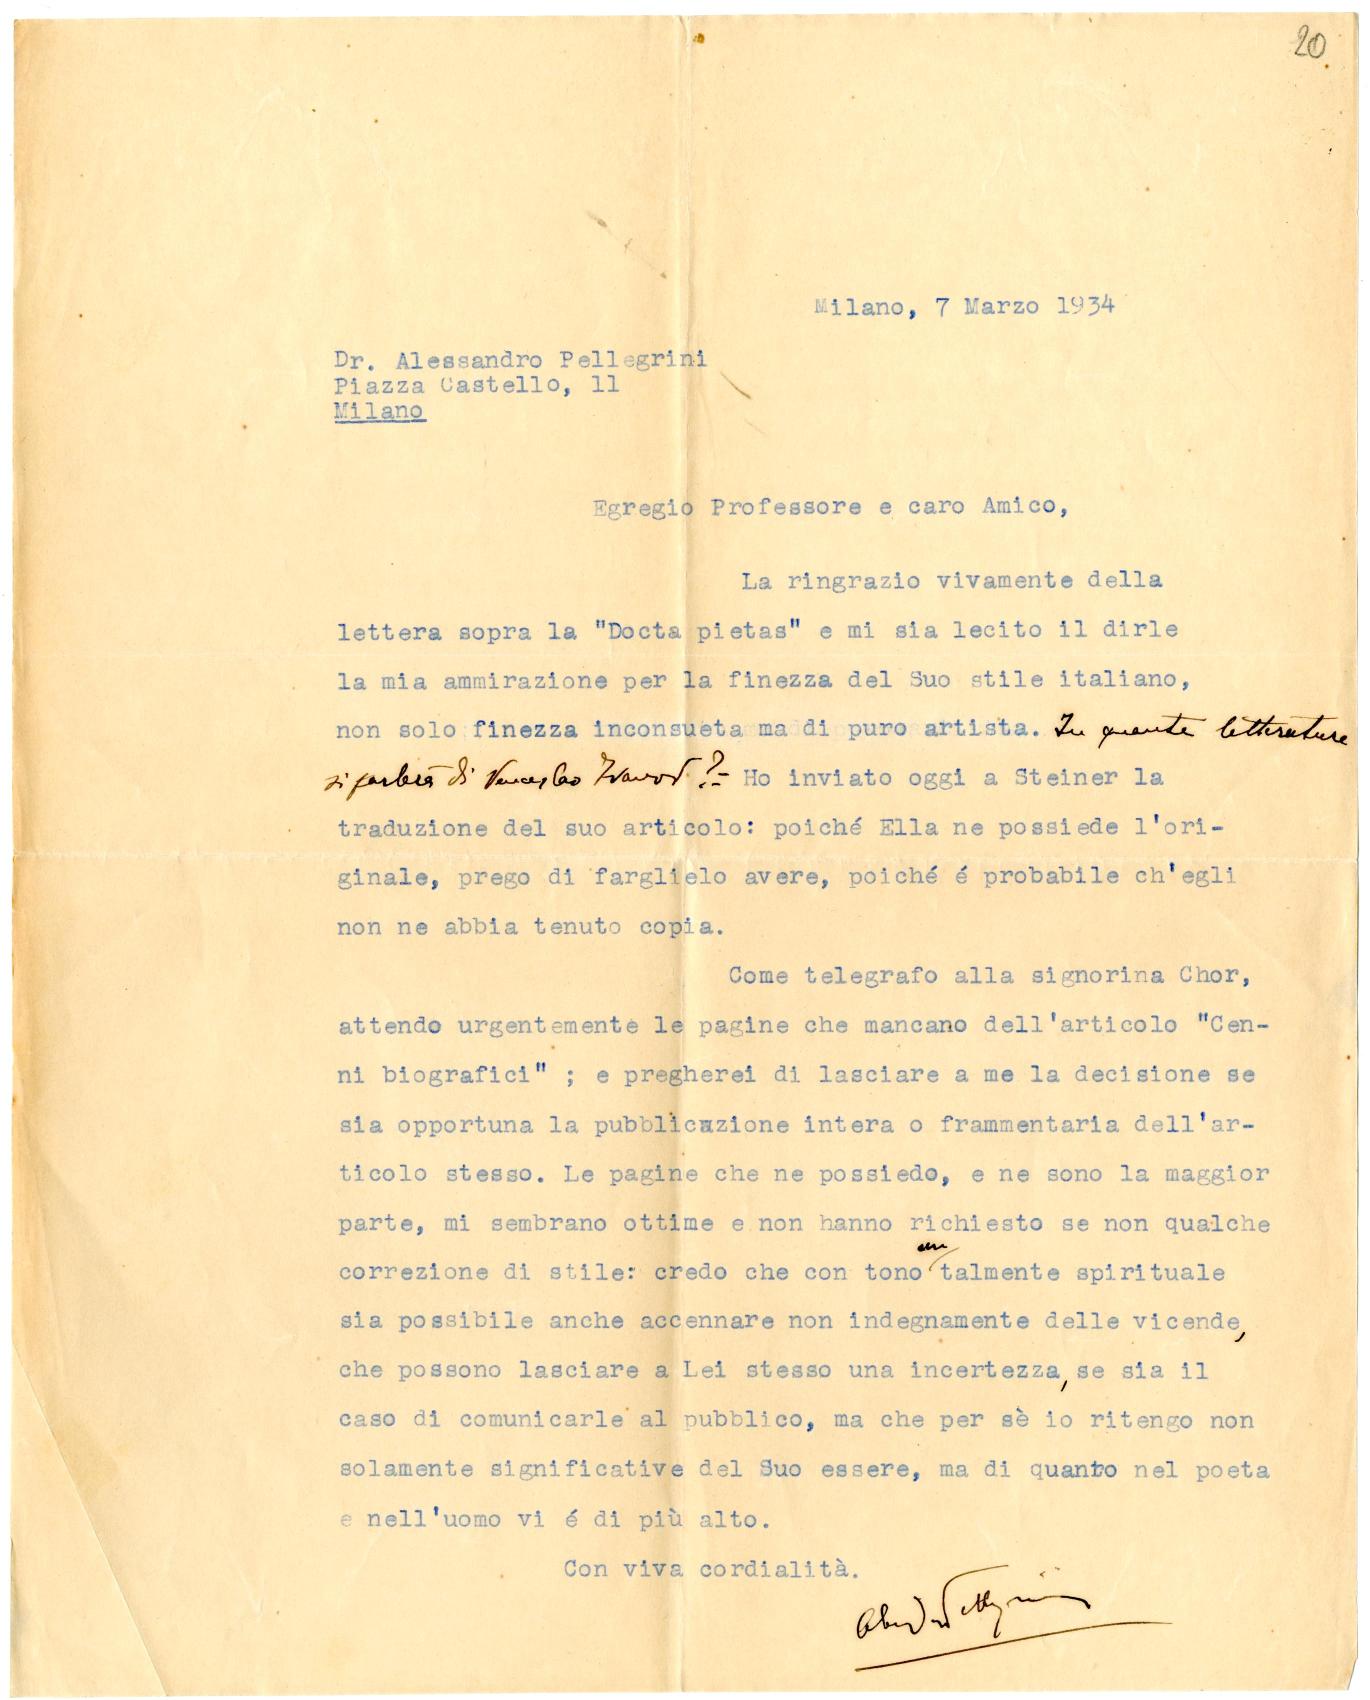 20
Milano, 7 Marzo 1934
Dr. Alessandro Pellegrini
Piazza Castello, 11
Milano
Egregio Professore e caro Amico,
La ringrazio vivamente della
lettera sopra la "Docta pietas" e mi sia lecito il dirle
la mia ammirazione per la finezza del Suo stile italiano,
non solo finezza inconsueta ma di puro artista. In quante letterature
si parlerà di Venceslao Ivanov?- Ho inviato oggi a Steiner la
traduzione del suo articolo: poiché Ella ne possiede l'ori-
ginale, prego di farglielo avere, poiché é probabile ch'egli
non ne abbia tenuto copia.
Come telegrafo alla signorina Chor,
attendo urgentemente le pagine che mancano dell'articolo "Cen-
ni biografici" ; e pregherei di lasciare a me la decisione se
sia opportuna la pubblicazione intera o frammentaria dell'ar-
ticolo stesso. Le pagine che ne possiedo, e ne sono la maggior
parte, mi sembrano ottime e non hanno richiesto se non qualche
correzione di stile: credo che con tono un talmente spirituale
sia possibile anche accennare non indegnamente delle vicende,
che possono lasciare a Lei stesso una incertezza, se sia il
caso di comunicarle al pubblico, ma che per sè io ritengo non
solamente significative del Suo essere, ma di quanto nel poeta
e nell'uomo vi é di più alto.
Con viva cordialità.
Aless Pellegrini